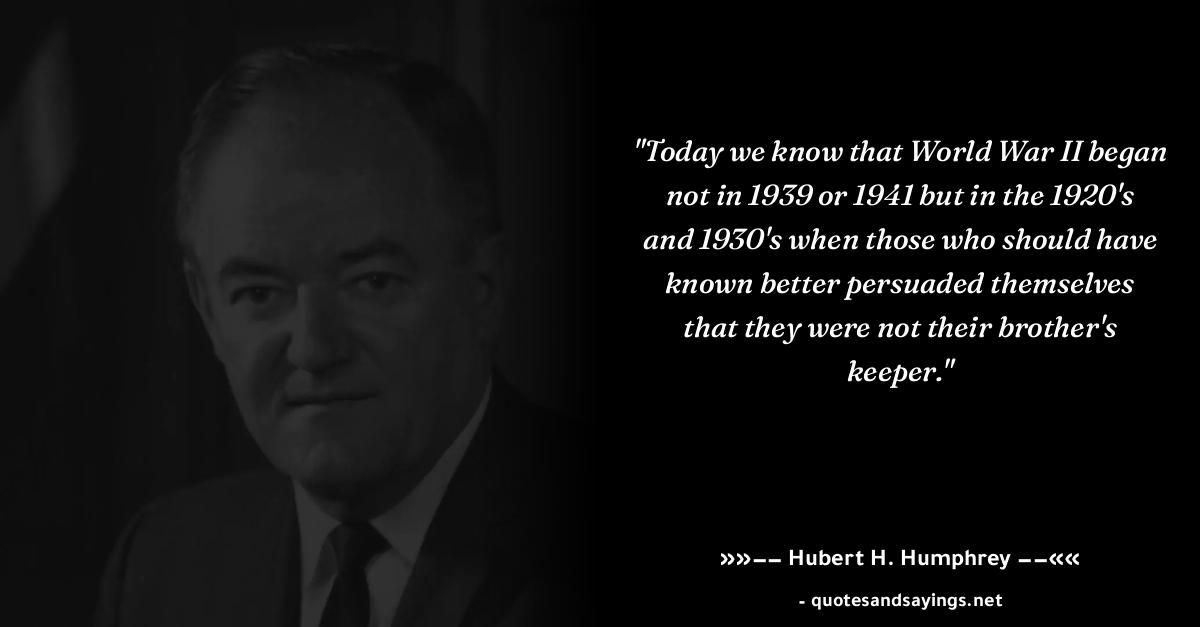 "Today we know that World War II began
not in 1939 or 1941 but in the 1920's
and 1930's when those who should have
known better persuaded themselves
that they were not their brother's
keeper."
»»–– Hubert H. Humphrey ––««
- quotesandsayings.net